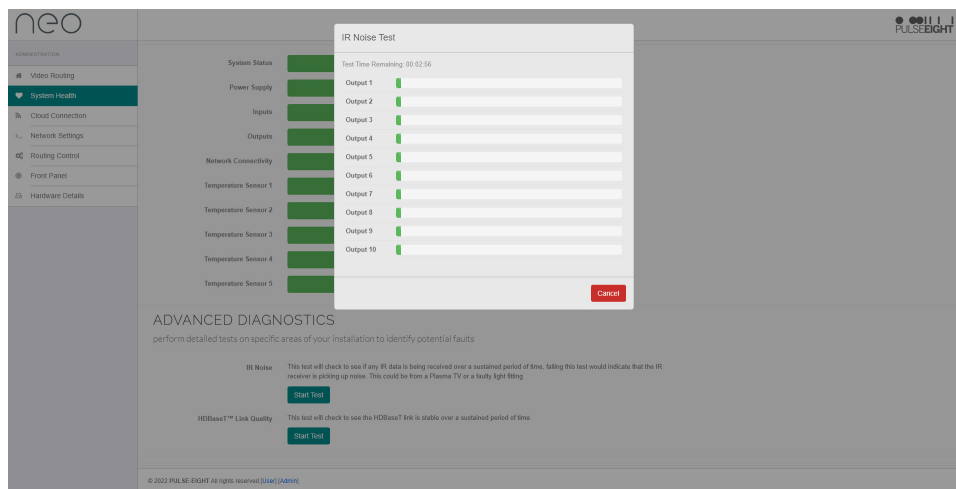 neo
PULSEEIGHT
ADMINISTRATION
Video Routing
System Health
Cloud Connection
Network Settings
Routing Control
Front Panel
Hardware Details
System Status
Power Supply
Inputs
Outputs
Network Connectivity
Temperature Sensor 1
Temperature Sensor 2
Temperature Sensor 3
Temperature Sensor 4
Temperature Sensor 5
IR Noise Test
Test Time Remaining: 00:02:56
Output 1
Output 2
Output 3
Output 4
Output 5
Output 6
Output 7
Output 8
Output 9
Output 10
Cancel
ADVANCED DIAGNOSTICS
perform detailed tests on specific areas of your installation to identify potential faults
IR Noise
This test will check to see if any IR data is being received over a sustained period of time, failing this test would indicate that the IR
receiver is picking up noise. This could be from a Plasma TV or a faulty light fitting
Start Test
HDBaseT™ Link Quality
This test will check to see the HDBaseT link is stable over a sustained period of time.
Start Test
© 2022 PULSE-EIGHT All rights reserved [User] [Admin]